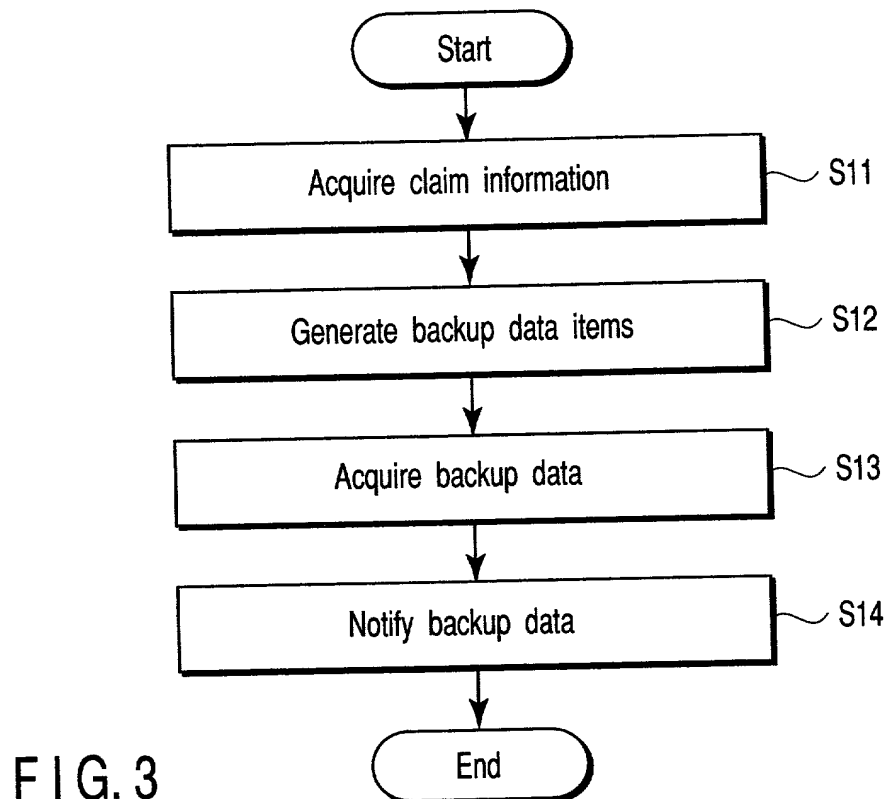 Start
Acquire claim information
S11
Generate backup data items
S12
Acquire backup data
S13
Notify backup data
S14
End
FIG. 3